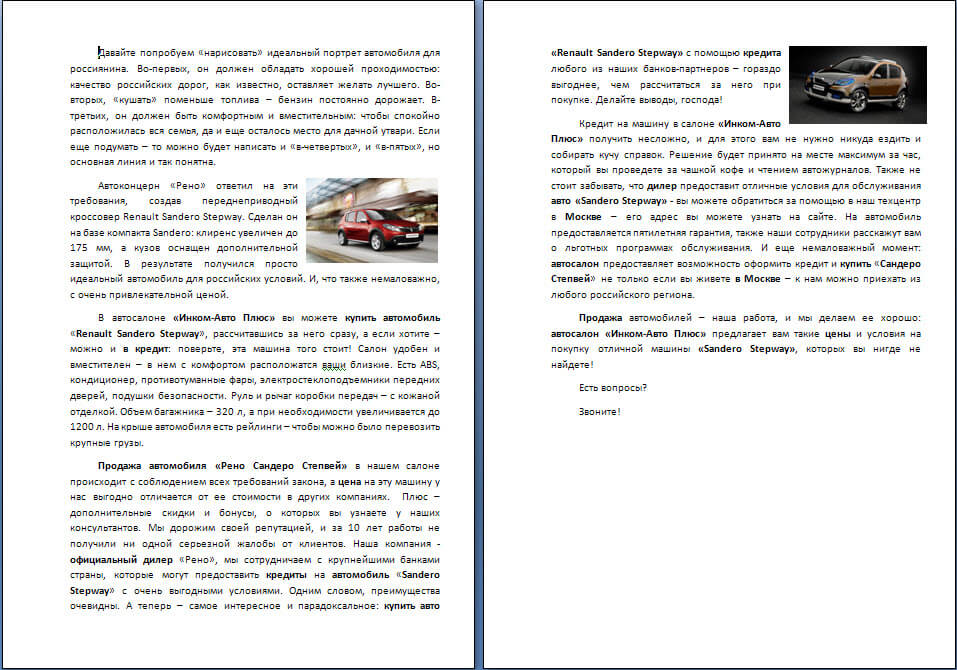 Давайте попробуем «нарисовать» идеальный портрет автомобиля для
россиянина. Во-первых, он должен обладать хорошей проходимостью:
качество российских дорог, как известно, оставляет желать лучшего. Во-
вторых, «кушать» поменьше топлива – бензин постоянно дорожает. В-
третьих, он должен быть комфортным и вместительным: чтобы спокойно
расположилась вся семья, да и еще осталось место для дачной утвари. Если
еще подумать – то можно будет написать и «в-четвертых», и «в-пятых», но
основная линия и так понятна.
Автоконцерн «Рено» ответил на эти
требования, создав переднеприводный
кроссовер Renault Sandero Stepway. Сделан он
на базе компакта Sandero: клиренс увеличен до
175 мм, а кузов оснащен дополнительной
защитой. В результате получился просто
идеальный автомобиль для российских условий. И, что также немаловажно,
с очень привлекательной ценой.
В автосалоне «Инком-Авто Плюс» вы можете купить автомобиль
«Renault Sandero Stepway», рассчитавшись за него сразу, а если хотите –
можно и в кредит: поверьте, эта машина того стоит! Салон удобен и
вместителен – в нем с комфортом расположатся ваши близкие. Есть ABS,
кондиционер, противотуманные фары, электростеклоподъемники передних
дверей, подушки безопасности. Руль и рычаг коробки передач – с кожаной
отделкой. Объем багажника – 320 л, а при необходимости увеличивается до
1200 л. На крыше автомобиля есть рейлинги – чтобы можно было перевозить
крупные грузы.
Продажа автомобиля «Рено Сандеро Степвей» в нашем салоне
происходит с соблюдением всех требований закона, а цена на эту машину у
нас выгодно отличается от ее стоимости в других компаниях. Плюс –
дополнительные скидки и бонусы, о которых вы узнаете у наших
консультантов. Мы дорожим своей репутацией, и за 10 лет работы не
получили ни одной серьезной жалобы от клиентов. Наша компания -
официальный дилер «Рено», мы сотрудничаем с крупнейшими банками
страны, которые могут предоставить кредиты на автомобиль «Sandero
Stepway» с очень выгодными условиями. Одним словом, преимущества
очевидны. А теперь – самое интересное и парадоксальное: купить авто
«Renault Sandero Stepway» с помощью кредита
любого из наших банков-партнеров – гораздо
выгоднее, чем рассчитаться за него при
покупке. Делайте выводы, господа!
Кредит на машину в салоне «Инком-Авто
Плюс» получить несложно, и для этого вам не нужно никуда ездить и
собирать кучу справок. Решение будет принято на месте максимум за час,
который вы проведете за чашкой кофе и чтением автожурналов. Также не
стоит забывать, что дилер предоставит отличные условия для обслуживания
авто «Sandero Stepway» - вы можете обратиться за помощью в наш техцентр
в Москве – его адрес вы можете узнать на сайте. На автомобиль
предоставляется пятилетняя гарантия, также наши сотрудники расскажут вам
о льготных программах обслуживания. И еще немаловажный момент:
автосалон предоставляет возможность оформить кредит и купить «Сандеро
Степвей» не только если вы живете в Москве – к нам можно приехать из
любого российского региона.
Продажа автомобилей – наша работа, и мы делаем ее хорошо:
автосалон «Инком-Авто Плюс» предлагает вам такие цены и условия на
покупку отличной машины «Sandero Stepway», которых вы нигде не
найдете!
Есть вопросы?
Звоните!